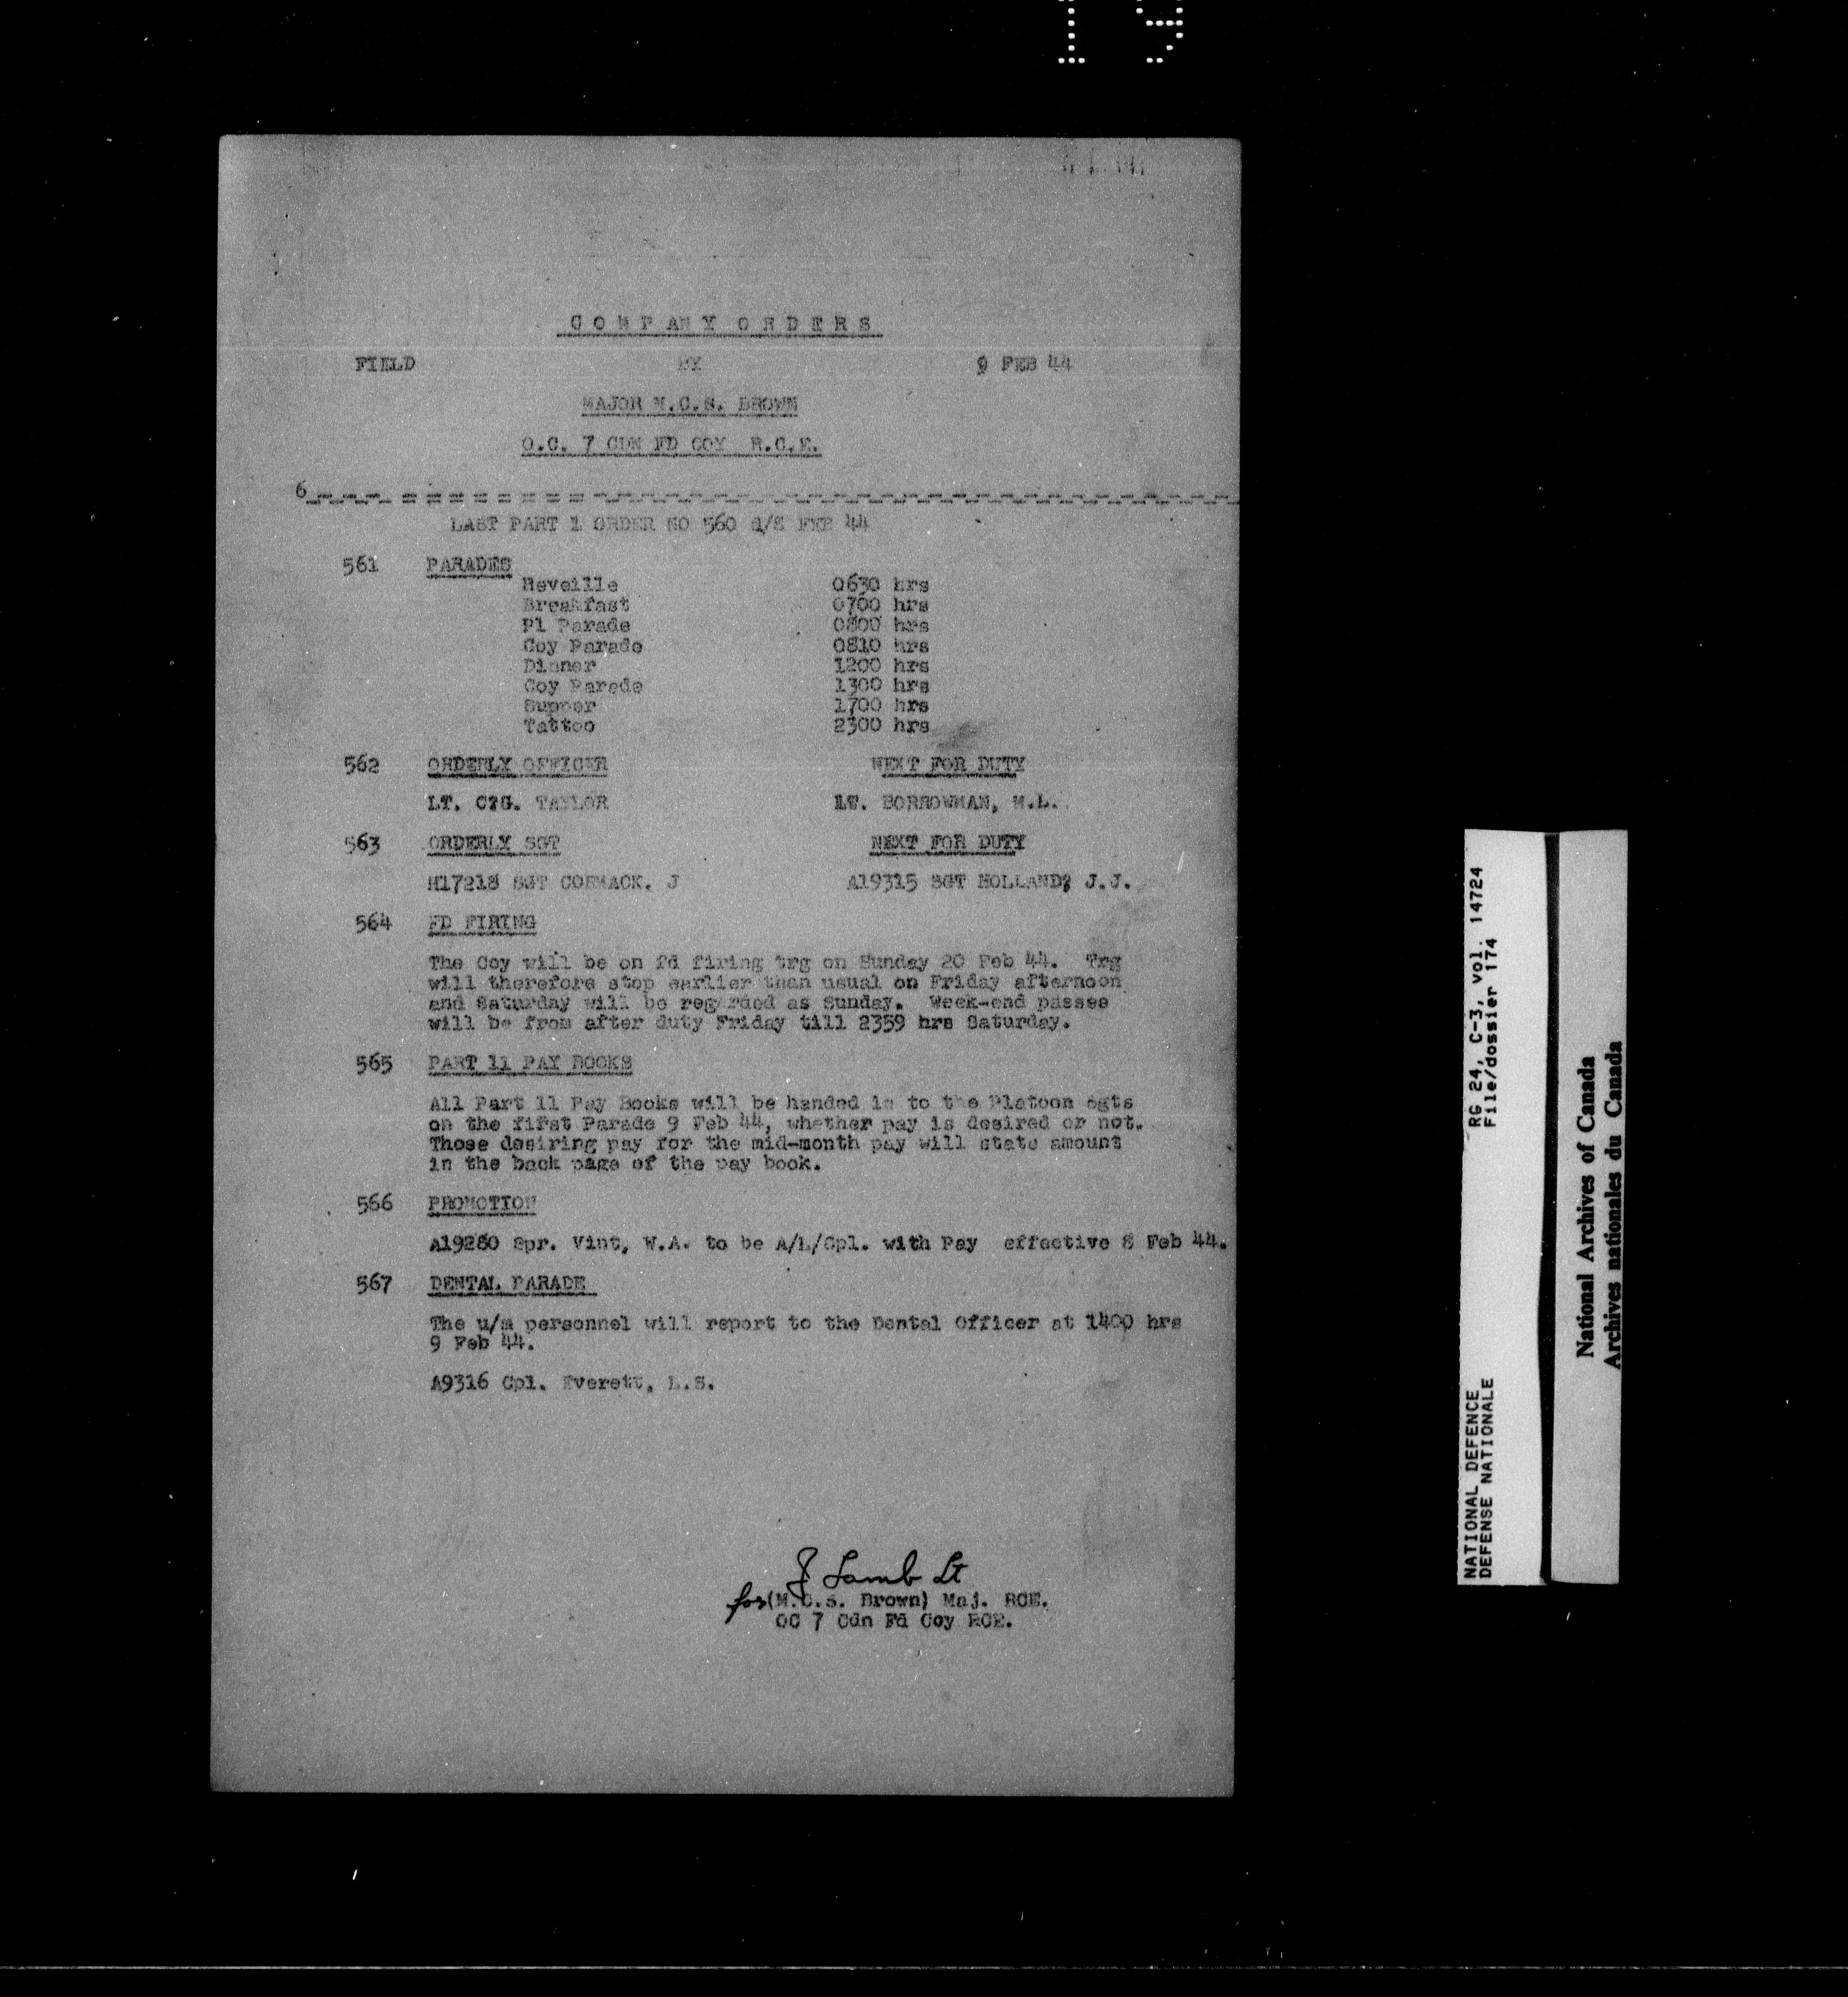 C O M P A N Y O R D E R S
FIELD BY 9 FEB 44
MAJOR M.C.S. BROWN
O.C. 7 CDN FD COY R.C.E.
6
LAST PART 1 ORDER NO 560 d/8 FEB 44
561 PARADES
Reveille 0630 hrs
Breakfast 0700 hrs
Pl Parade 0800 hrs
Coy Parade 0810 hrs
Dinner 1200 hrs
Coy Parade 1300 hrs
Supper 1700 hrs
Tattoo 2300 hrs
562 ORDERLY OFFICER NEXT FOR DUTY
LT. C?G. TAYLOR LT. BORROWMAN, M.L.
563 ORDERLY SGT NEXT FOR DUTY
H17218 SGT CORMACK. J A19315 SGT HOLLAND? J.J.
564 FD FIRING
The Coy will be on fd firing trg on Sunday 20 Feb 44. Trg
will therefore stop earlier than usual on Friday afternoon
and Saturday will be regarded as Sunday. Week-end passes
will be from after duty Friday till 2359 hrs Saturday.
565 PART 11 PAY BOOKS
All Part 11 Pay Books will be handed in to the Platoon Sgts
on the first Parade 9 Feb 44, whether pay is desired or not.
Those desiring pay for the mid-month pay will state amount
in the back page of the pay book.
566 PROMOTION
A19280 Spr. Vint, W.A. to be A/L/Cpl. with Pay effective 8 Feb 44.
567 DENTAL PARADE
The u/m personnel will report to the Dental Officer at 1400 hrs
9 Feb 44.
A9316 Cpl. Everett, L.S.
J Lamb Lt
for (M.C.S. Brown) Maj. RCE.
OC 7 Cdn Fd Coy RCE.
NATIONAL DEFENCE RG 24, C-3, vol. 14724
DEFENSE NATIONALE File/dossier 174
National Archives of Canada
Archives nationales du Canada